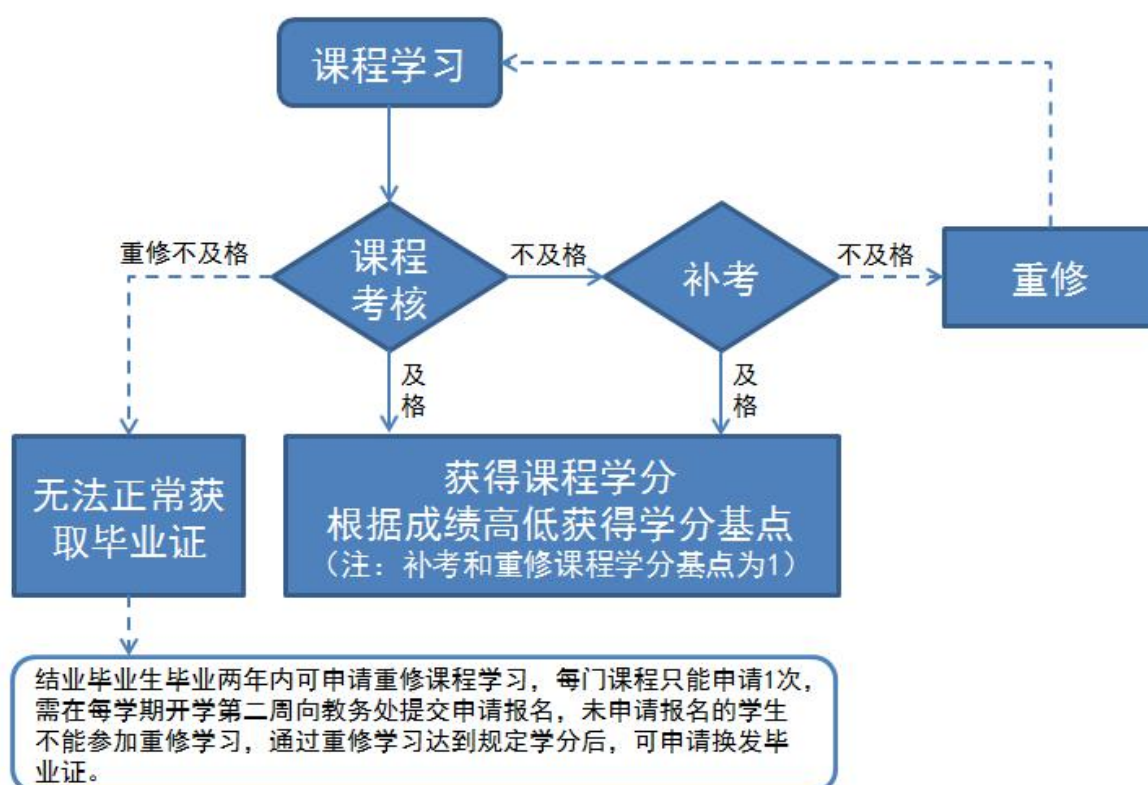 课程学习
重修不及格
课程
考核
不及格
补考
不及格
重修
及
格
及
格
无法正常获
取毕业证
获得课程学分
根据成绩高低获得学分基点
（注：补考和重修课程学分基点为1）
结业毕业生毕业两年内可申请重修课程学习，每门课程只能申请1次，
需在每学期开学第二周向教务处提交申请报名，未申请报名的学生
不能参加重修学习，通过重修学习达到规定学分后，可申请换发毕
业证。